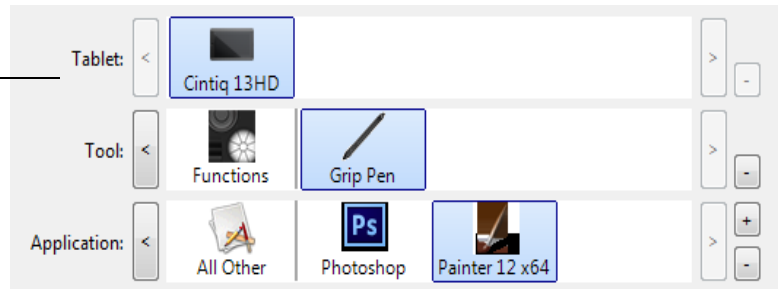 Tablet: < Cintiq 13HD > -
Tool: < Functions Grip Pen > -
Application: < All Other Ps Photoshop Painter 12 x64 > + -